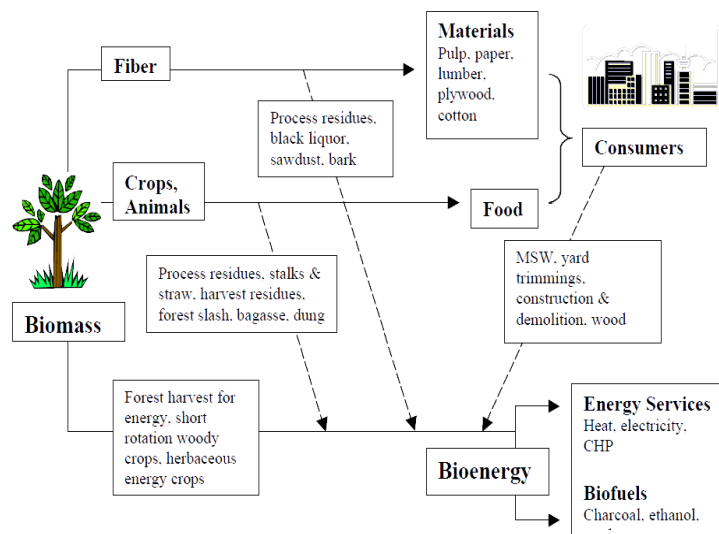 Fiber
Materials
Pulp, paper,
lumber,
plywood,
cotton
Process residues,
black liquor,
sawdust, bark
Consumers
Crops,
Animals
Food
Process residues, stalks &
straw, harvest residues,
forest slash, bagasse, dung
MSW, yard
trimmings,
construction &
demolition, wood
Biomass
Forest harvest for
energy, short
rotation woody
crops, herbaceous
energy crops
Bioenergy
Energy Services
Heat, electricity,
CHP
Biofuels
Charcoal, ethanol,